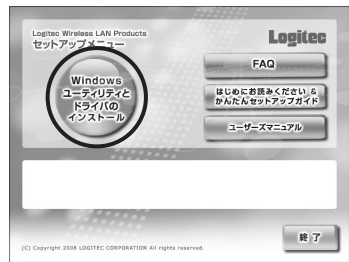 Logitec Wireless LAN Products
セットアップメニュー
Logitec
Windows
ユーティリティと
ドライバの
インストール
FAQ
はじめにお読みください &
かんたんセットアップガイド
ユーザーズマニュアル
終了
(C) Copyright 2008 LOGITEC CORPORATION All rights reserved.